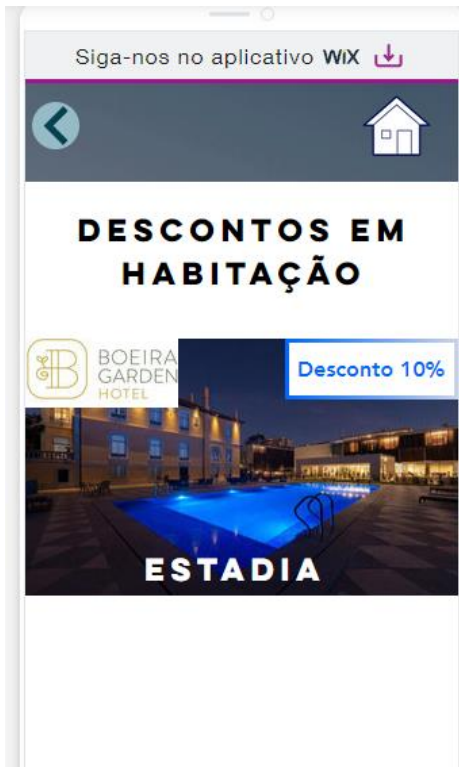 Siga-nos no aplicativo WiX
DESCONTOS EM
HABITAÇÃO
BOEIRA
GARDEN
HOTEL
Desconto 10%
ESTADIA